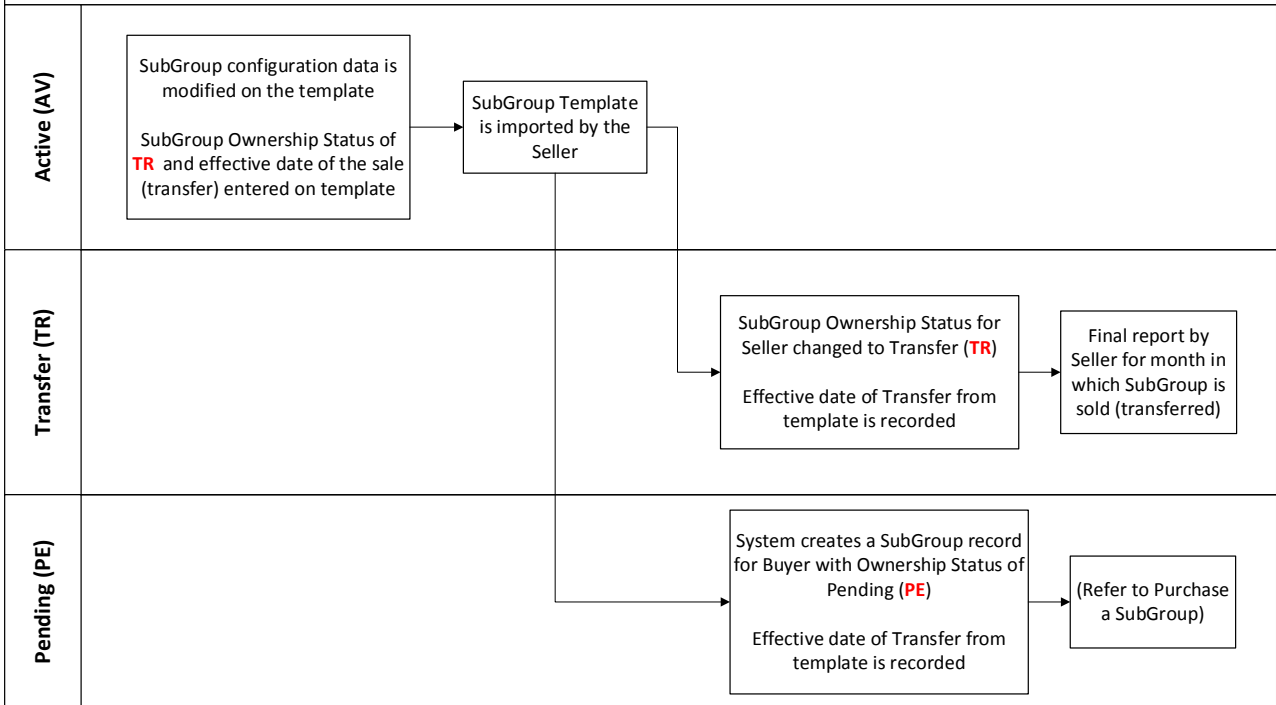 Active (AV)
SubGroup configuration data is
modified on the template
SubGroup Ownership Status of
TR and effective date of the sale
(transfer) entered on template
SubGroup Template
is imported by the
Seller
Transfer (TR)
SubGroup Ownership Status for
Seller changed to Transfer (TR)
Effective date of Transfer from
template is recorded
Final report by
Seller for month in
which SubGroup is
sold (transferred)
Pending (PE)
System creates a SubGroup record
for Buyer with Ownership Status of
Pending (PE)
Effective date of Transfer from
template is recorded
(Refer to Purchase
a SubGroup)